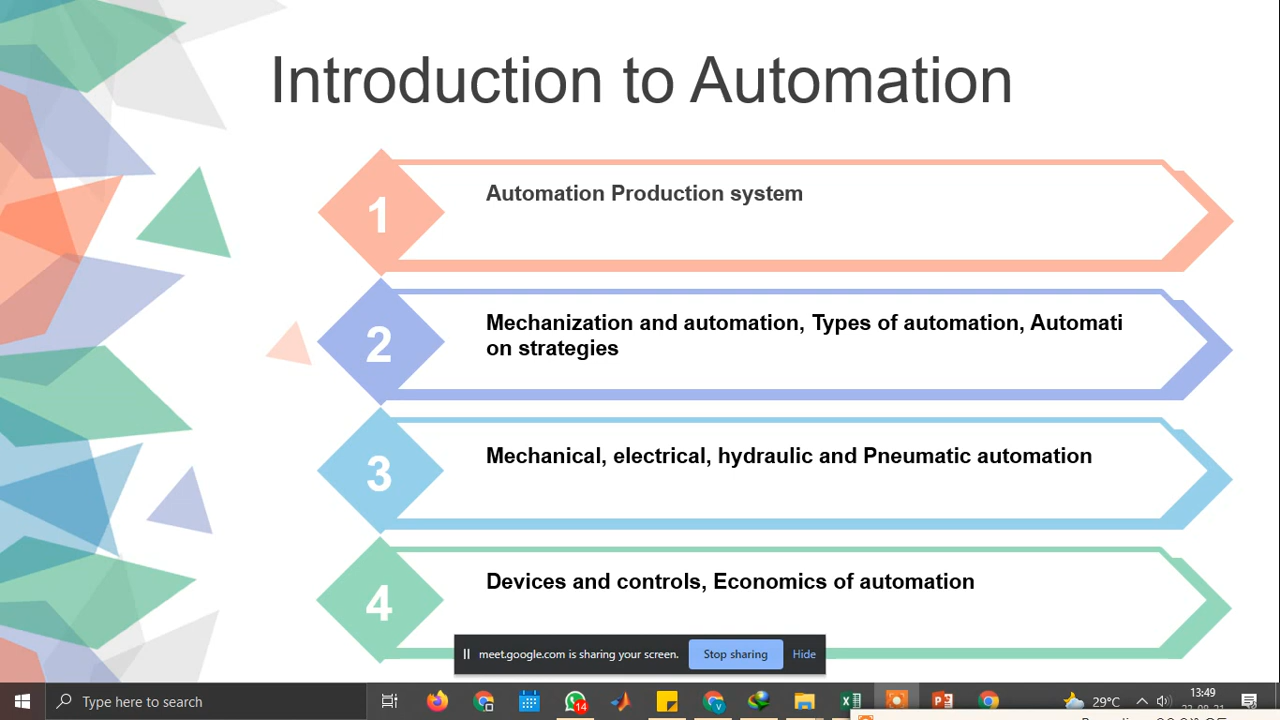 Introduction to Automation
1
Automation Production system
2
Mechanization and automation, Types of automation, Automati
on strategies
3
Mechanical, electrical, hydraulic and Pneumatic automation
4
Devices and controls, Economics of automation
meet.google.com is sharing your screen.
Stop sharing
Hide
Type here to search
14
29°C
13:49